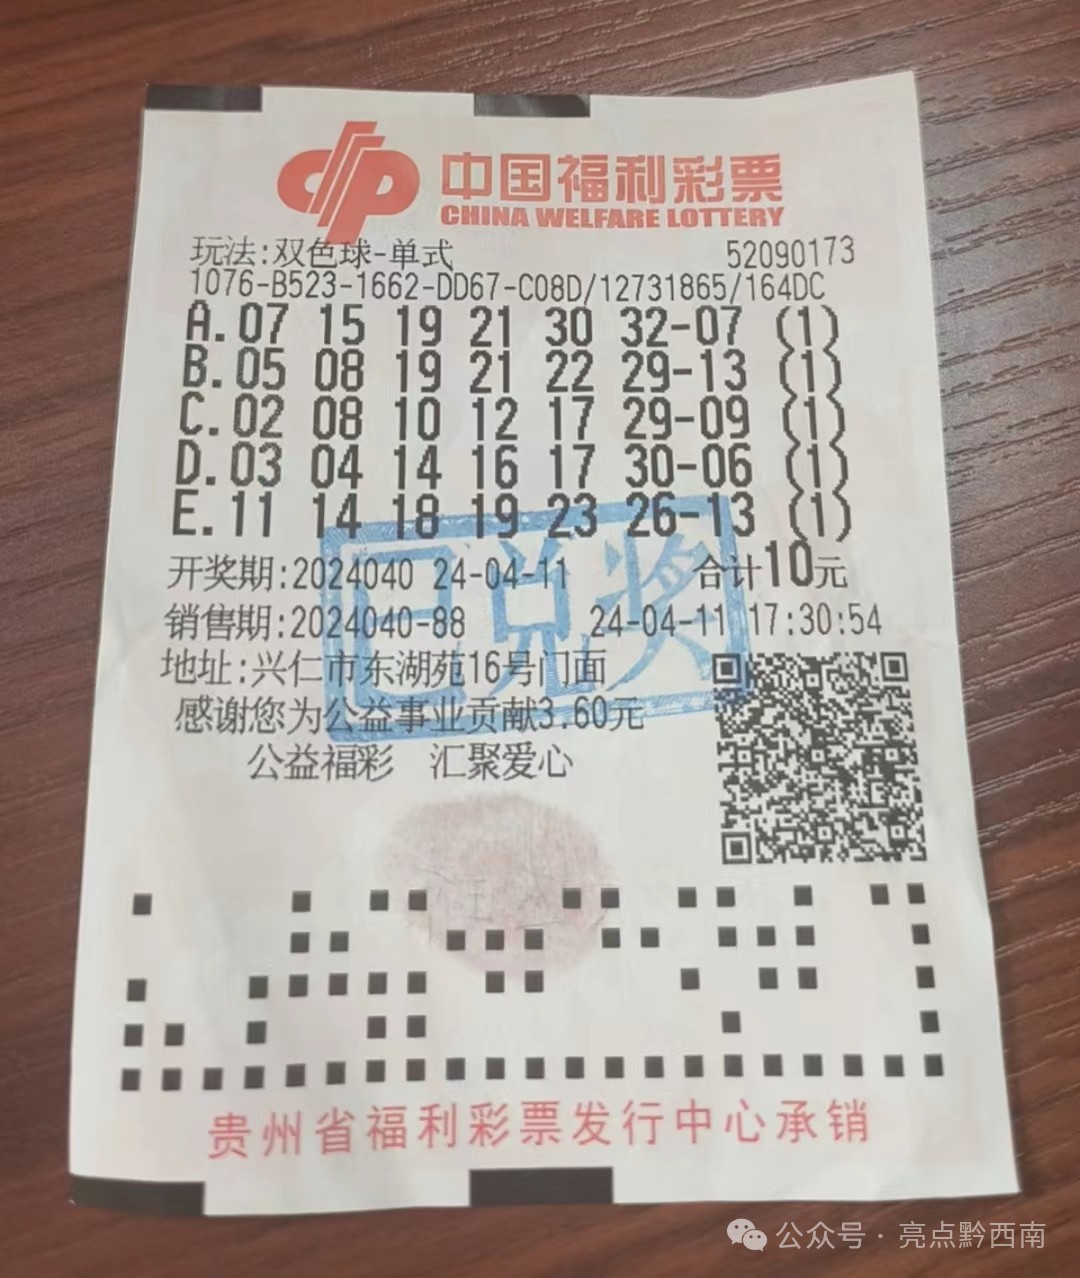 中国福利彩票
CHINA WELFARE LOTTERY
玩法:双色球-单式 52090173
1076-B523-1662-DD67-C08D/12731865/164DC
A.07 15 19 21 30 32-07 (1)
B.05 08 19 21 22 29-13 (1)
C.02 08 10 12 17 29-09 (1)
D.03 04 14 16 17 30-06 (1)
E.11 14 18 19 23 26-13 (1)
开奖期:2024040 24-04-11 合计10元
销售期:2024040-88 24-04-11 17:30:54
已兑奖
地址:兴仁市东湖苑16号门面
感谢您为公益事业贡献3.60元
公益福彩 汇聚爱心
贵州省福利彩票发行中心承销
公众号·亮点黔西南